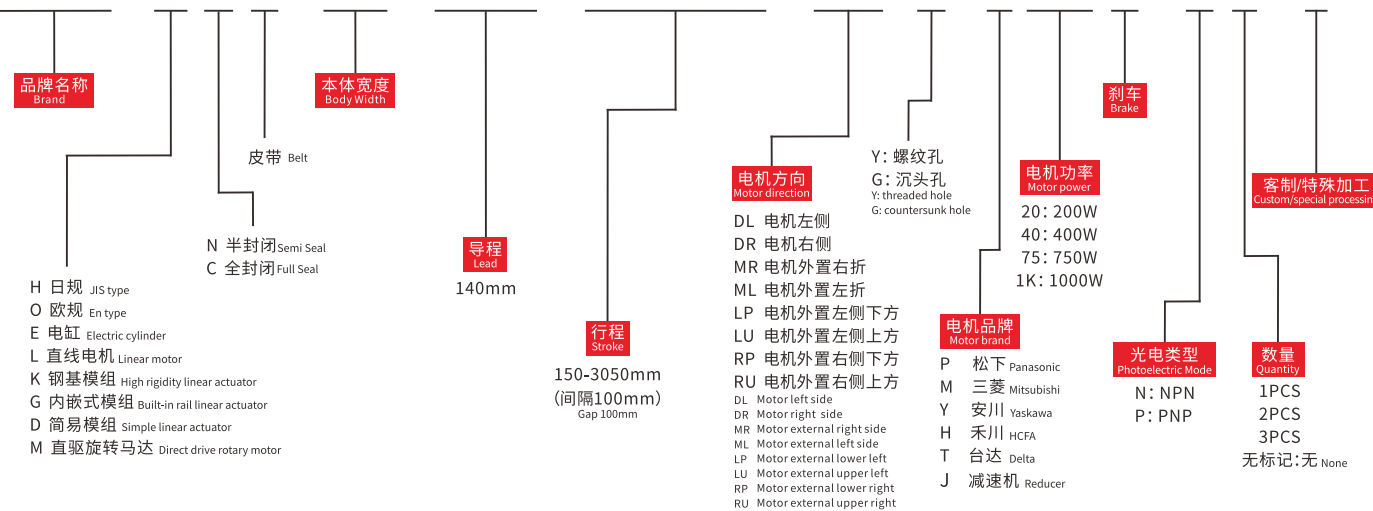 品牌名称
Brand
H 日规 JIS type
O 欧规 En type
E 电缸 Electric cylinder
L 直线电机 Linear motor
K 钢基模组 High rigidity linear actuator
G 内嵌式模组 Built-in rail linear actuator
D 简易模组 Simple linear actuator
M 直驱旋转马达 Direct drive rotary motor
N 半封闭 Semi Seal
C 全封闭 Full Seal
皮带 Belt
本体宽度
Body Width
导程
Lead
140mm
行程
Stroke
150-3050mm
(间隔100mm)
Gap 100mm
电机方向
Motor direction
DL 电机左侧
DR 电机右侧
MR 电机外置右折
ML 电机外置左折
LP 电机外置左侧下方
LU 电机外置左侧上方
RP 电机外置右侧下方
RU 电机外置右侧上方
DL Motor left side
DR Motor right side
MR Motor external right side
ML Motor external left side
LP Motor external lower left
LU Motor external upper left
RP Motor external lower right
RU Motor external upper right
Y: 螺纹孔
G: 沉头孔
Y: threaded hole
G: countersunk hole
电机品牌
Motor brand
P 松下 Panasonic
M 三菱 Mitsubishi
Y 安川 Yaskawa
H 禾川 HCFA
T 台达 Delta
J 减速机 Reducer
电机功率
Motor power
20: 200W
40: 400W
75: 750W
1K: 1000W
刹车
Brake
光电类型
Photoelectric Mode
N: NPN
P: PNP
数量
Quantity
1PCS
2PCS
3PCS
无标记:无 None
客制/特殊加工
Custom/special processin